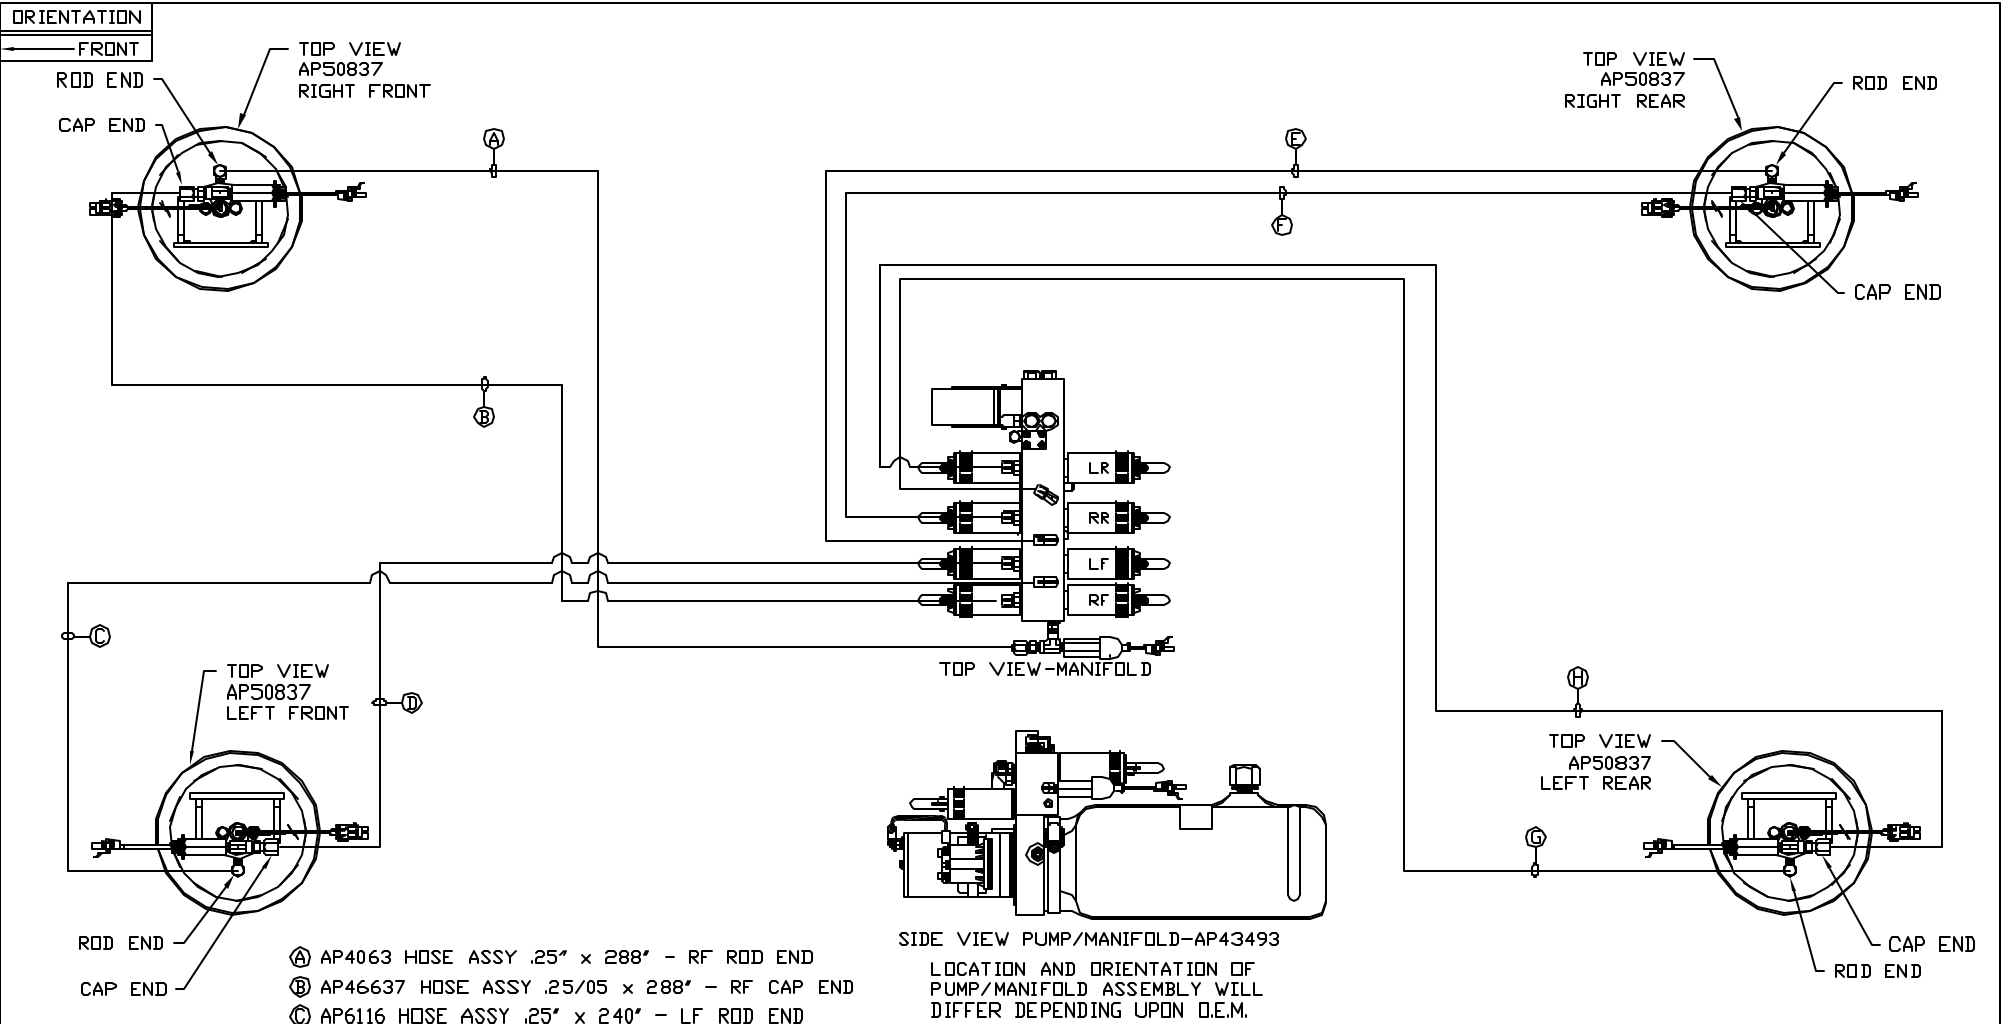 ORIENTATION
FRONT
TOP VIEW
AP50837
RIGHT FRONT
ROD END
CAP END
A
B
E
F
TOP VIEW
AP50837
RIGHT REAR
ROD END
CAP END
LR
RR
LF
RF
TOP VIEW-MANIFOLD
C
D
TOP VIEW
AP50837
LEFT FRONT
ROD END
CAP END
H
G
TOP VIEW
AP50837
LEFT REAR
CAP END
ROD END
SIDE VIEW PUMP/MANIFOLD-AP43493
LOCATION AND ORIENTATION OF
PUMP/MANIFOLD ASSEMBLY WILL
DIFFER DEPENDING UPON O.E.M.
A AP4063 HOSE ASSY .25" x 288" - RF ROD END
B AP46637 HOSE ASSY .25/05 x 288" - RF CAP END
C AP6116 HOSE ASSY .25" x 240" - LF ROD END